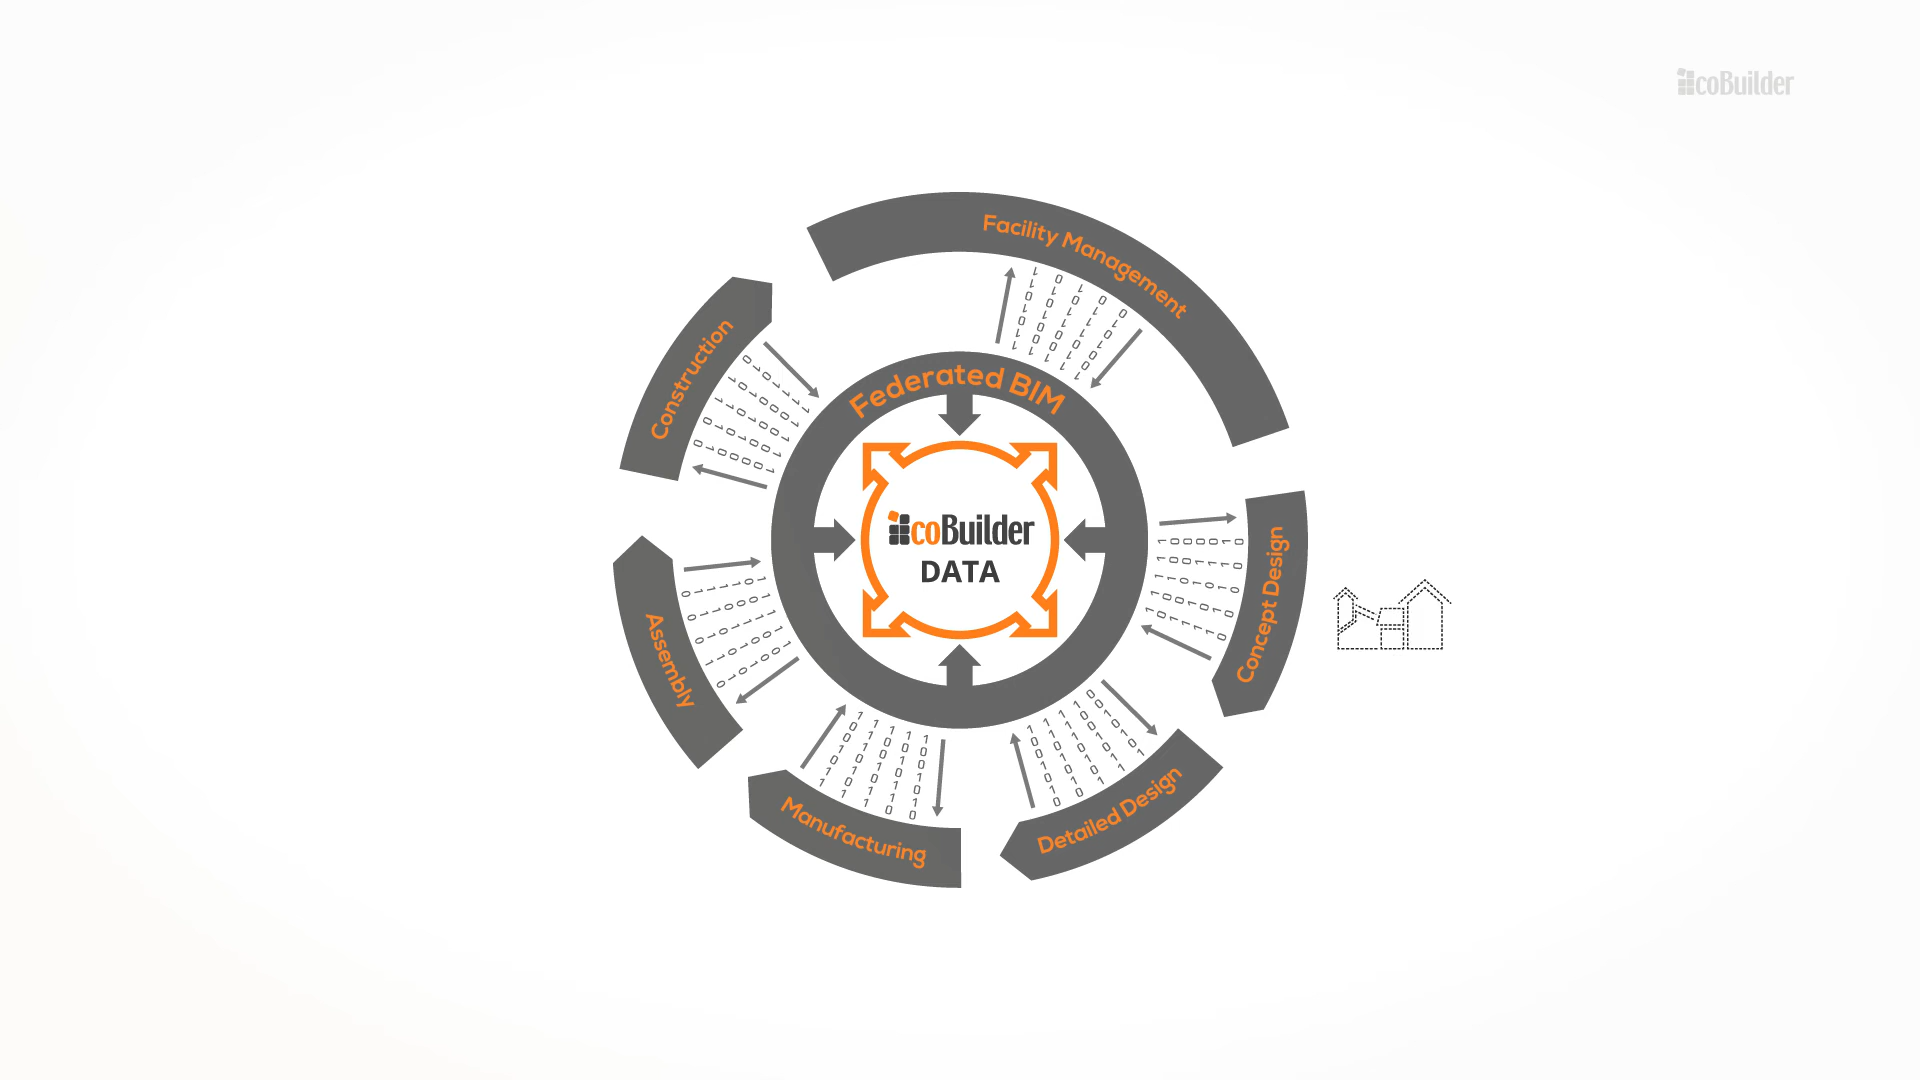 coBuilder
Facility Management
Construction
Federated BIM
coBuilder
DATA
Concept Design
Assembly
Detailed Design
Manufacturing